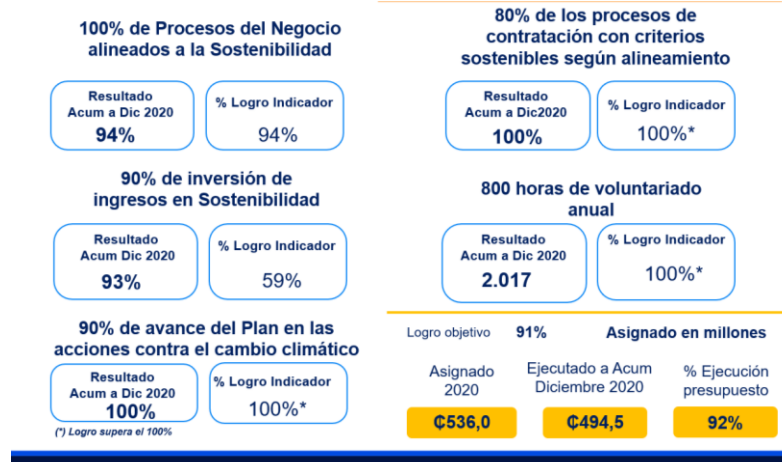 100% de Procesos del Negocio
alineados a la Sostenibilidad
Resultado
Acum a Dic 2020
94%
% Logro Indicador
94%
90% de inversión de
ingresos en Sostenibilidad
Resultado
Acum Dic 2020
93%
% Logro Indicador
59%
90% de avance del Plan en las
acciones contra el cambio climático
Resultado
Acum a Dic 2020
100%
% Logro Indicador
100%*
(*) Logro supera el 100%
80% de los procesos de
contratación con criterios
sostenibles según alineamiento
Resultado
Acum a Dic2020
100%
% Logro Indicador
100%*
800 horas de voluntariado
anual
Resultado
Acum a Dic 2020
2.017
% Logro Indicador
100%*
Logro objetivo 91% Asignado en millones
Asignado
2020
₡536,0
Ejecutado a Acum
Diciembre 2020
₡494,5
% Ejecución
presupuesto
92%